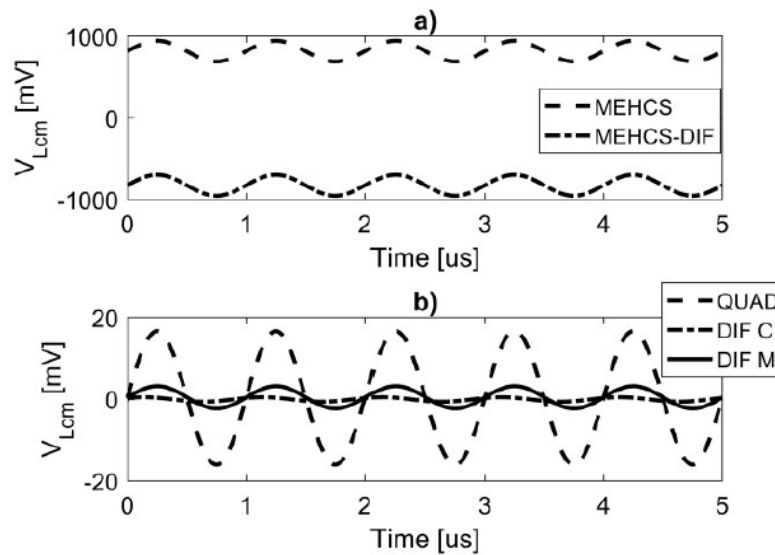 a)
1000
0
-1000
V_Lcm [mV]
MEHCS
MEHCS-DIF
0 1 2 3 4 5
Time [us]
b)
20
0
-20
V_Lcm [mV]
QUAD
DIF C
DIF M
0 1 2 3 4 5
Time [us]